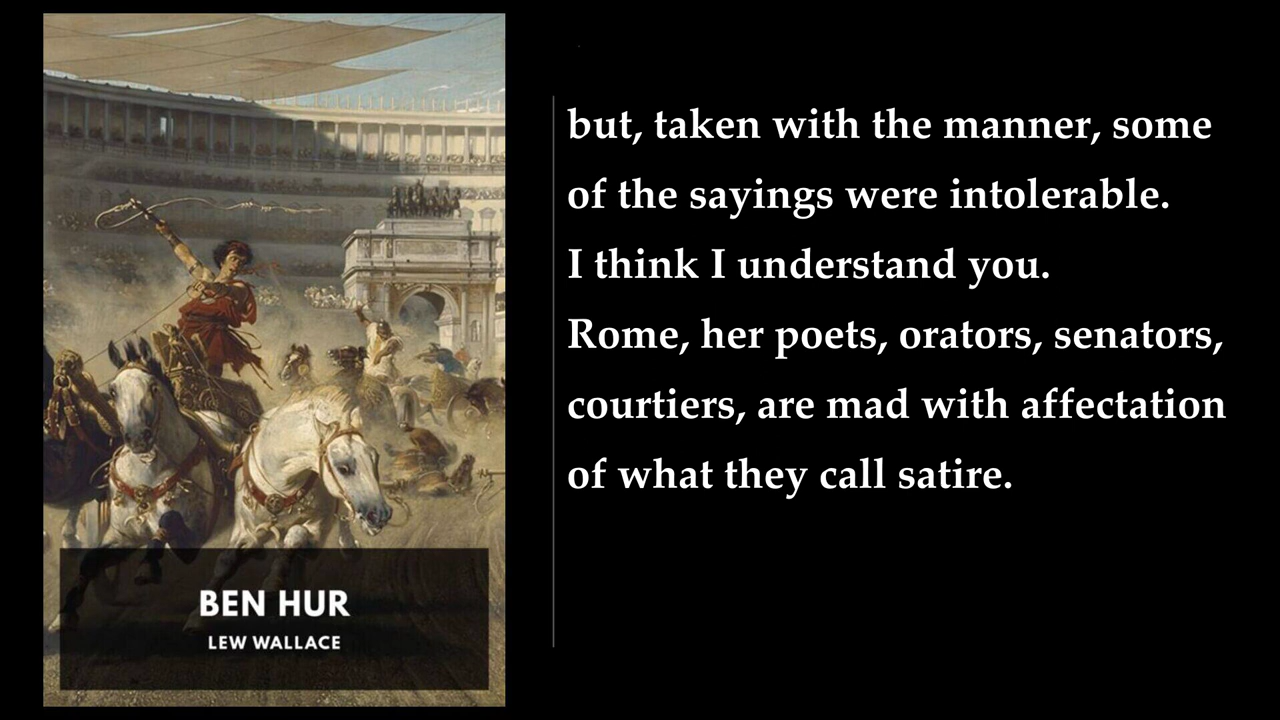 but, taken with the manner, some
of the sayings were intolerable.
I think I understand you.
Rome, her poets, orators, senators,
courtiers, are mad with affectation
of what they call satire.
BEN HUR
LEW WALLACE